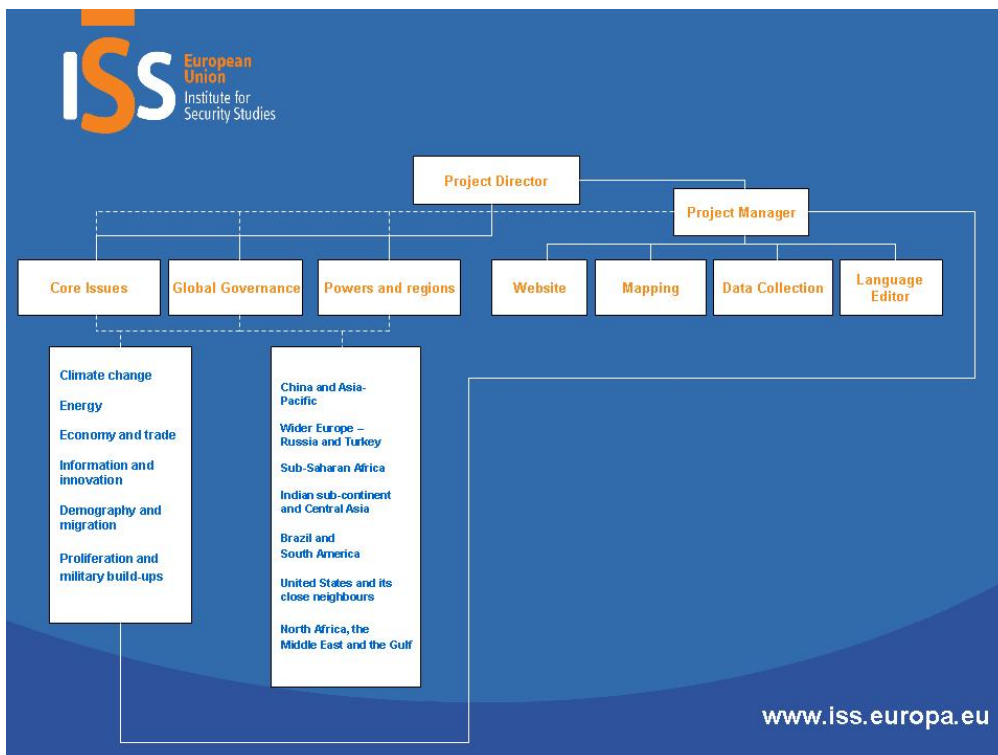 ISS
European
Union
Institute for
Security Studies
Project Director
Project Manager
Core Issues
Global Governance
Powers and regions
Website
Mapping
Data Collection
Language
Editor
Climate change
Energy
Economy and trade
Information and
innovation
Demography and
migration
Proliferation and
military build-ups
China and Asia-
Pacific
Wider Europe –
Russia and Turkey
Sub-Saharan Africa
Indian sub-continent
and Central Asia
Brazil and
South America
United States and its
close neighbours
North Africa, the
Middle East and the Gulf
www.iss.europa.eu